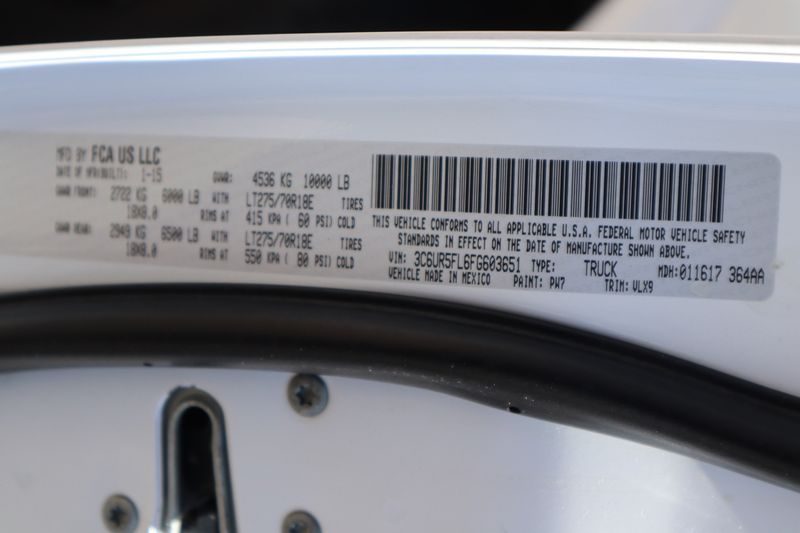 MFD BY FCA US LLC
DATE OF MFR(BUILT): 1-15 GVWR: 4536 KG 10000 LB
GAWR FRONT: 2722 KG 6000 LB WITH LT275/70R18E TIRES
18X8.0 RIMS AT 415 KPA ( 60 PSI) COLD
GAWR REAR: 2949 KG 6500 LB WITH LT275/70R18E TIRES
18X8.0 RIMS AT 550 KPA ( 80 PSI) COLD
THIS VEHICLE CONFORMS TO ALL APPLICABLE U.S.A. FEDERAL MOTOR VEHICLE SAFETY
STANDARDS IN EFFECT ON THE DATE OF MANUFACTURE SHOWN ABOVE.
VIN: 3C6UR5FL6FG603651 TYPE: TRUCK MDH:011617 364AA
VEHICLE MADE IN MEXICO PAINT: PW7 TRIM: VLX9